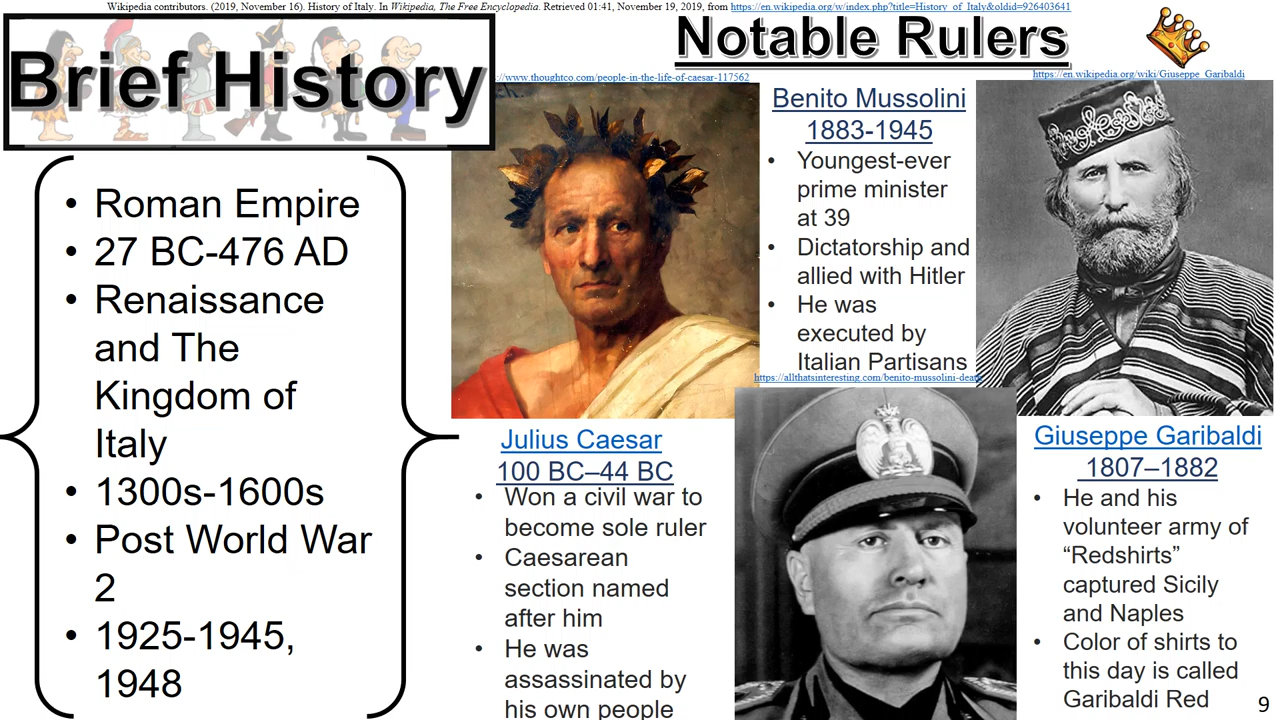 Wikipedia contributors. (2019, November 16). History of Italy. In Wikipedia, The Free Encyclopedia. Retrieved 01:41, November 19, 2019, from https://en.wikipedia.org/w/index.php?title=History_of_Italy&oldid=926403641
Brief History
Notable Rulers
://www.thoughtco.com/people-in-the-life-of-caesar-117562
https://en.wikipedia.org/wiki/Giuseppe_Garibaldi
• Roman Empire
• 27 BC-476 AD
• Renaissance
and The
Kingdom of
Italy
• 1300s-1600s
• Post World War
2
• 1925-1945,
1948
Benito Mussolini
1883-1945
• Youngest-ever
prime minister
at 39
• Dictatorship and
allied with Hitler
• He was
executed by
Italian Partisans
https://allthatsinteresting.com/benito-mussolini-death
Julius Caesar
100 BC–44 BC
• Won a civil war to
become sole ruler
• Caesarean
section named
after him
• He was
assassinated by
his own people
Giuseppe Garibaldi
1807–1882
• He and his
volunteer army of
“Redshirts”
captured Sicily
and Naples
• Color of shirts to
this day is called
Garibaldi Red
9